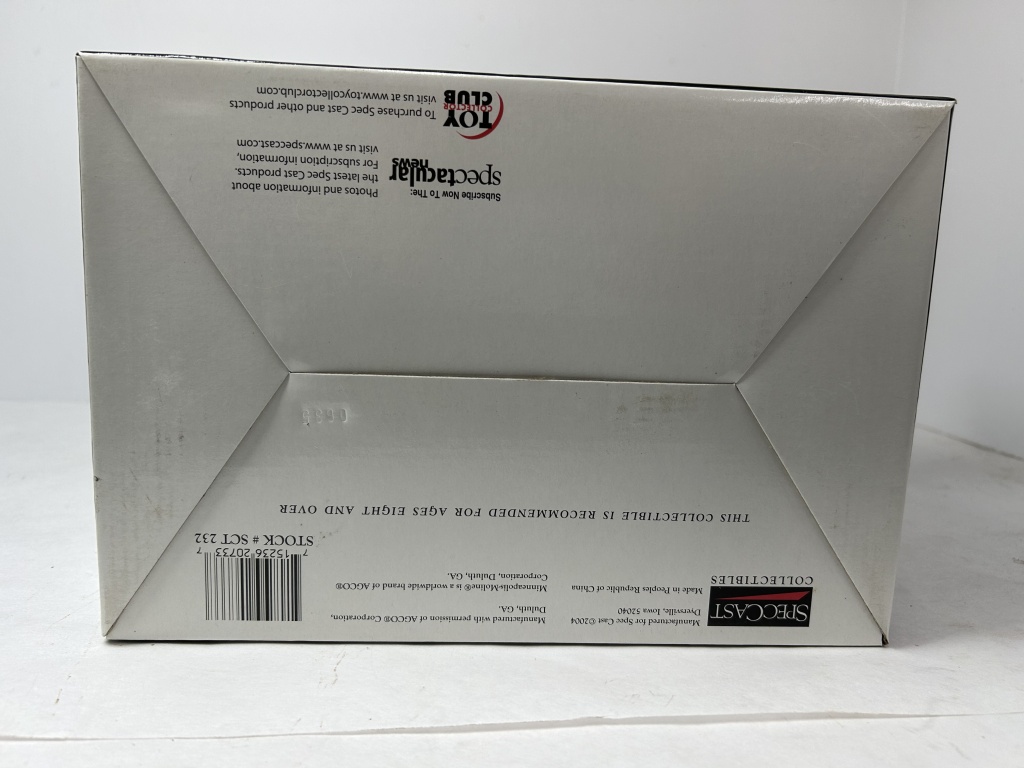 SPECCAST
COLLECTIBLES
Manufactured for Spec Cast ©2004
Dyersville, Iowa 52040
Made in Peoples Republic of China
Manufactured with permission of AGCO® Corporation,
Duluth, GA.
Minneapolis-Moline® is a worldwide brand of AGCO®
Corporation, Duluth, GA.
7 15236 20733 7
STOCK # SCT 232
THIS COLLECTIBLE IS RECOMMENDED FOR AGES EIGHT AND OVER
Subscribe Now To The:
spectacular
news
Photos and information about
the latest Spec Cast products.
For subscription information,
visit us at www.speccast.com
TOY
COLLECTOR
CLUB
To purchase Spec Cast and other products
visit us at www.toycollectorclub.com